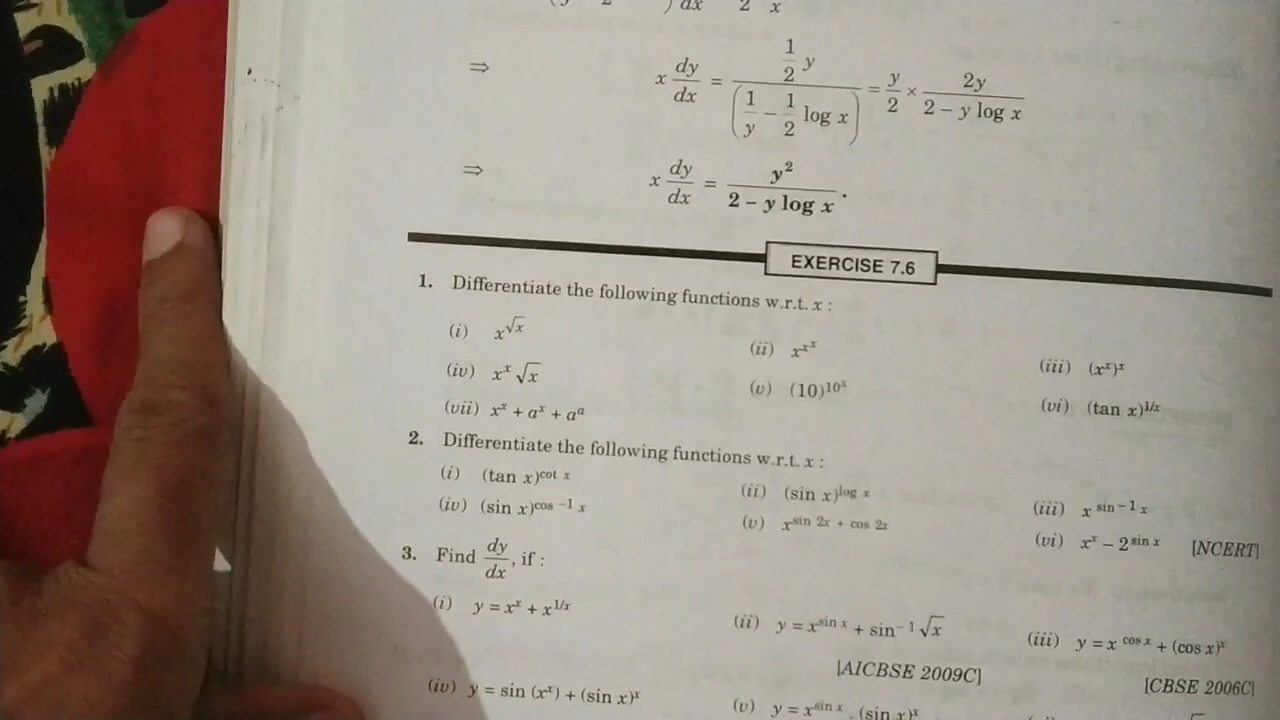 ⇒ x dy/dx = (1/2 y)/(1/y − 1/2 log x) = y/2 × 2y/(2 − y log x)
⇒ x dy/dx = y²/(2 − y log x) .
EXERCISE 7.6
1. Differentiate the following functions w.r.t. x :
(i) x^√x (ii) x^x^x (iii) (x^x)^x
(iv) x^x √x (v) (10)^10^x (vi) (tan x)^1/x
(vii) x^x + a^x + a^a
2. Differentiate the following functions w.r.t. x :
(i) (tan x)^cot x (ii) (sin x)^log x (iii) x^sin−1 x
(iv) (sin x)^cos −1 x (v) x^sin 2x + cos 2x (vi) x^x − 2^sin x [NCERT]
3. Find dy/dx, if :
(i) y = x^x + x^1/x (ii) y = x^sin x + sin^−1 √x (iii) y = x^cos x + (cos x)^x
[AICBSE 2009C] [CBSE 2006C]
(iv) y = sin (x^x) + (sin x)^x (v) y = x^sin x . (sin x)^x